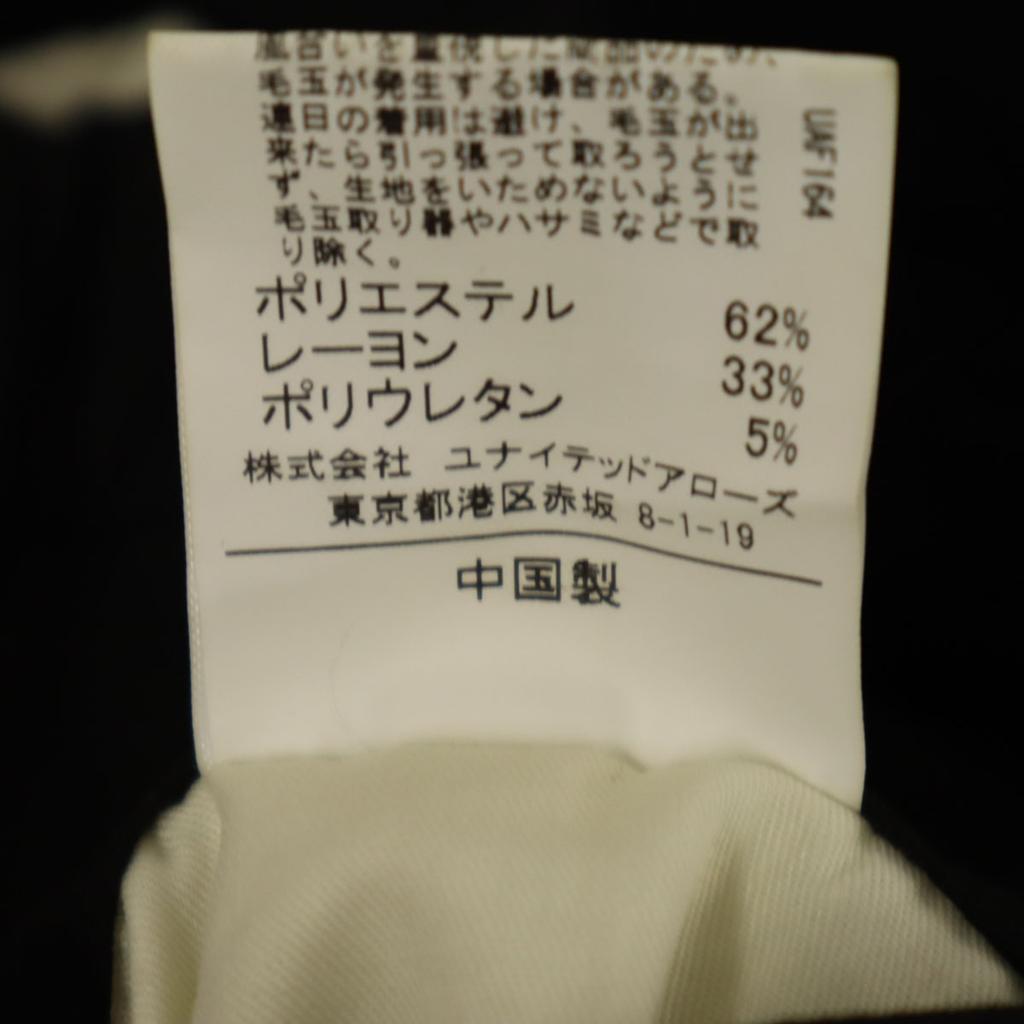 風合いを重視した商品のため、
毛玉が発生する場合がある。
連日の着用は避け、毛玉が出
来たら引っ張って取ろうとせ
ず、生地をいためないように
毛玉取り器やハサミなどで取
り除く。
UAF164
ポリエステル 62%
レーヨン 33%
ポリウレタン 5%
株式会社 ユナイテッドアローズ
東京都港区赤坂 8-1-19
中国製